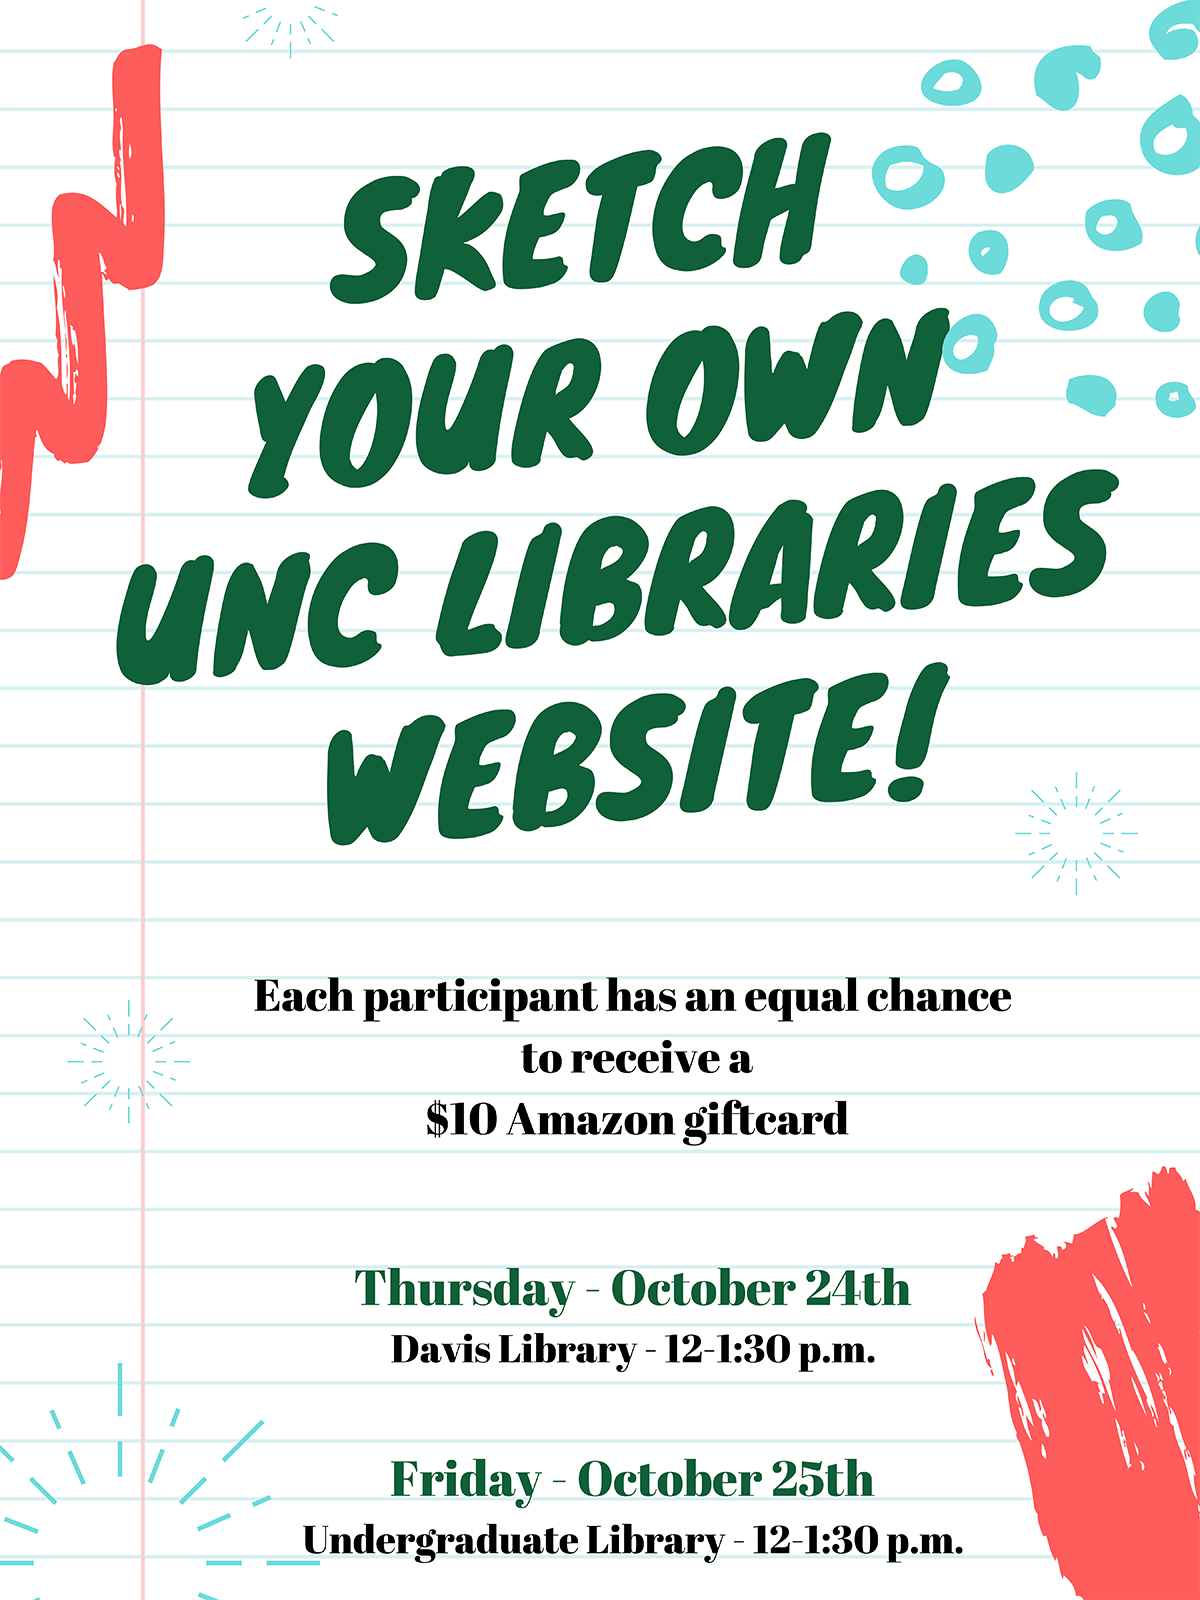 SKETCH
YOUR OWN
UNC LIBRARIES
WEBSITE!
Each participant has an equal chance
to receive a
$10 Amazon giftcard
Thursday - October 24th
Davis Library - 12-1:30 p.m.
Friday - October 25th
Undergraduate Library - 12-1:30 p.m.